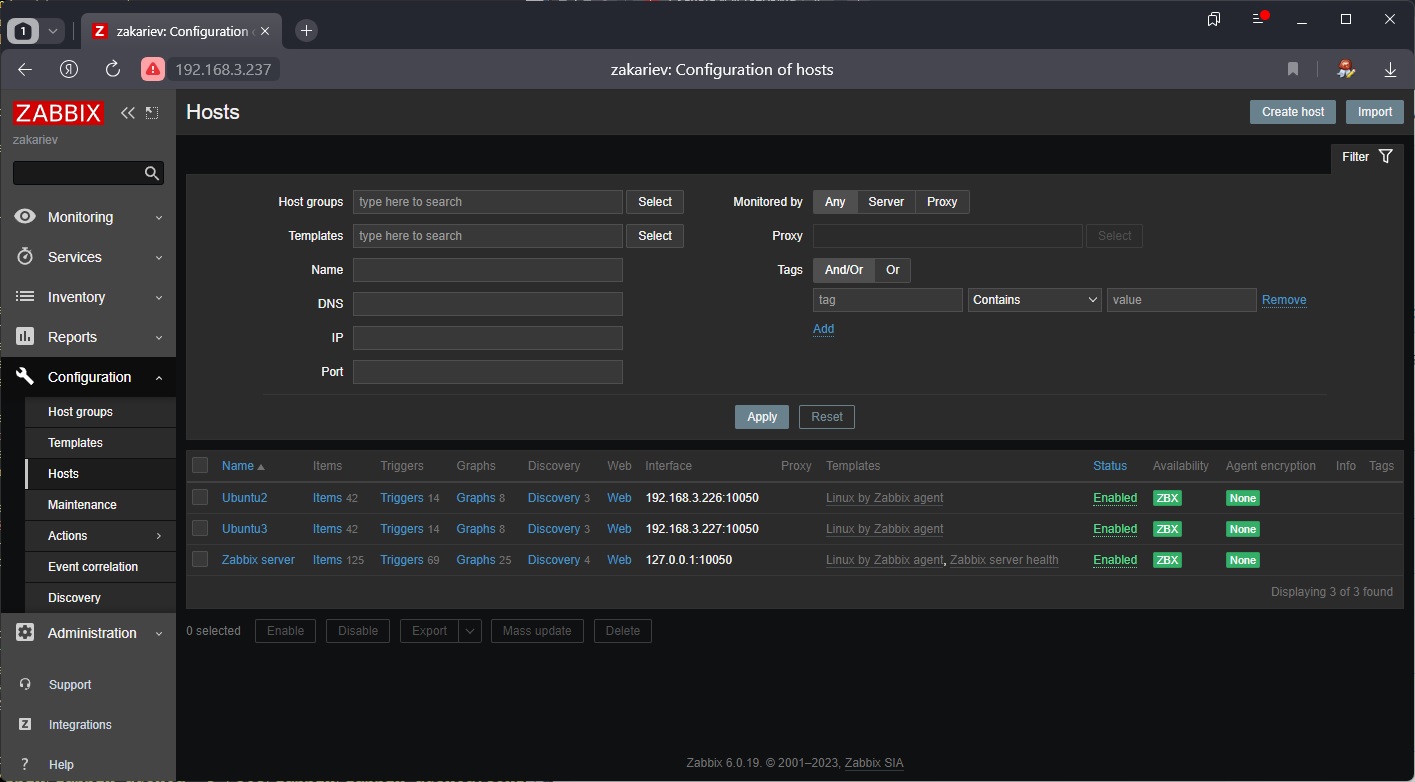 1
zakariev: Configuration
192.168.3.237
zakariev: Configuration of hosts
ZABBIX
zakariev
Hosts
Create host
Import
Filter
Monitoring
Services
Inventory
Reports
Configuration
Host groups
Templates
Hosts
Maintenance
Actions
Event correlation
Discovery
Administration
Support
Integrations
Help
Host groups type here to search Select
Templates type here to search Select
Name
DNS
IP
Port
Monitored by Any Server Proxy
Proxy Select
Tags And/Or Or
tag Contains value Remove
Add
Apply Reset
Name Items Triggers Graphs Discovery Web Interface Proxy Templates Status Availability Agent encryption Info Tags
Ubuntu2 Items 42 Triggers 14 Graphs 8 Discovery 3 Web 192.168.3.226:10050 Linux by Zabbix agent Enabled ZBX None
Ubuntu3 Items 42 Triggers 14 Graphs 8 Discovery 3 Web 192.168.3.227:10050 Linux by Zabbix agent Enabled ZBX None
Zabbix server Items 125 Triggers 69 Graphs 25 Discovery 4 Web 127.0.0.1:10050 Linux by Zabbix agent, Zabbix server health Enabled ZBX None
Displaying 3 of 3 found
0 selected Enable Disable Export Mass update Delete
Zabbix 6.0.19. © 2001–2023, Zabbix SIA